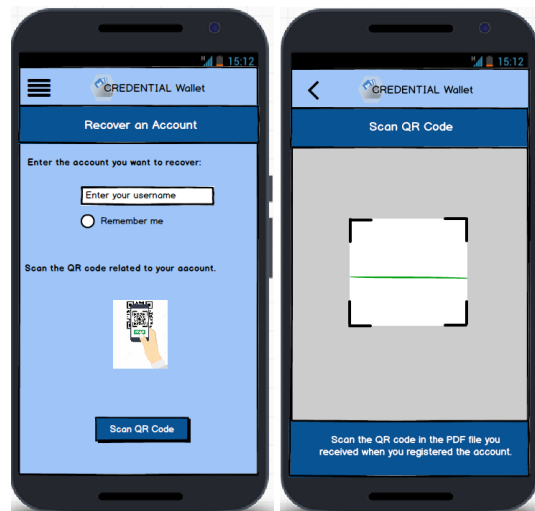 15:12
CREDENTIAL Wallet
Recover an Account
Enter the account you want to recover:
Enter your username
Remember me
Scan the QR code related to your aacount.
Scan QR Code
15:12
CREDENTIAL Wallet
Scan QR Code
Scan the QR code in the PDF file you
received when you registered the account.